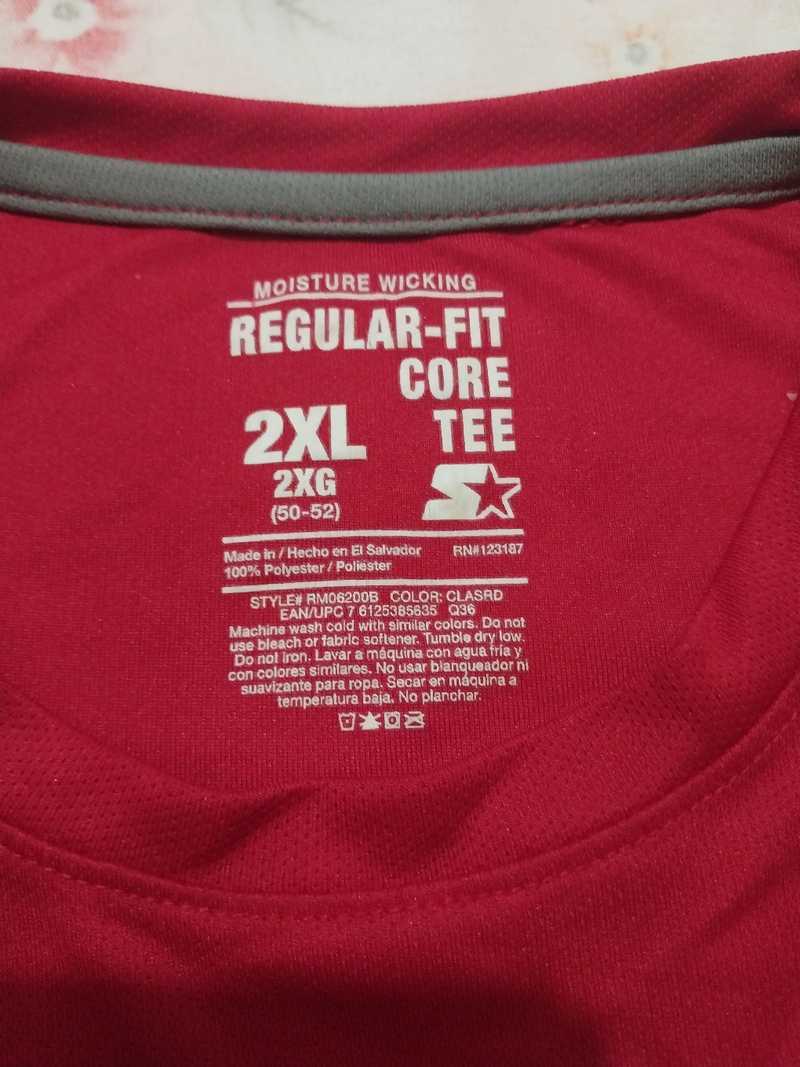 MOISTURE WICKING
REGULAR-FIT
CORE
2XL TEE
2XG
(50-52)
Made in / Hecho en El Salvador RN#123187
100% Polyester / Poliéster
STYLE# RM06200B COLOR: CLASRD
EAN/UPC 7 6125385635 Q36
Machine wash cold with similar colors. Do not
use bleach or fabric softener. Tumble dry low.
Do not iron. Lavar a máquina con agua fría y
con colores similares. No usar blanqueador ni
suavizante para ropa. Secar en máquina a
temperatura baja. No planchar.